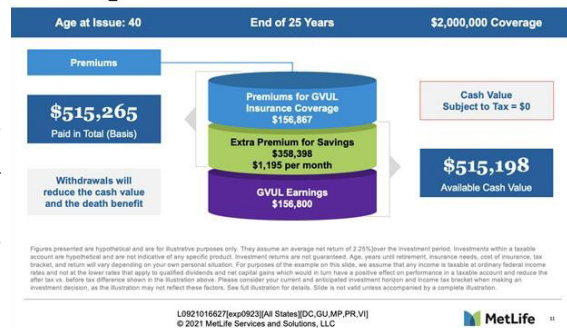 Age at Issue: 40
End of 25 Years
$2,000,000 Coverage
Premiums
$515,265
Paid in Total (Basis)
Withdrawals will
reduce the cash value
and the death benefit
Premiums for GVUL
Insurance Coverage
$156,867
Extra Premium for Savings
$358,398
$1,195 per month
GVUL Earnings
$156,800
Cash Value
Subject to Tax = $0
$515,198
Available Cash Value
Figures presented are hypothetical and are for illustrative purposes only. They assume an average net return of 2.25%]over the investment period. Investments within a taxable
account are hypothetical and are not indicative of any specific product. Investment returns are not guaranteed. Age, years until retirement, insurance needs, cost of insurance, tax
bracket, and return will vary depending on your own personal situation. For purposes of the example on this slide, we assume that any income is taxable at ordinary federal income
rates and not at the lower rates that apply to qualified dividends and net capital gains which would in turn have a positive effect on performance in a taxable account and reduce the
after tax vs. before tax difference shown in the illustration above. Please consider your current and anticipated investment horizon and income tax bracket when making an
investment decision, as the illustration may not reflect these factors. See full illustration for details. Slide is not valid unless accompanied by a complete illustration.
L0921016627[exp0923][All States][DC,GU,MP,PR,VI]
© 2021 MetLife Services and Solutions, LLC
MetLife
11